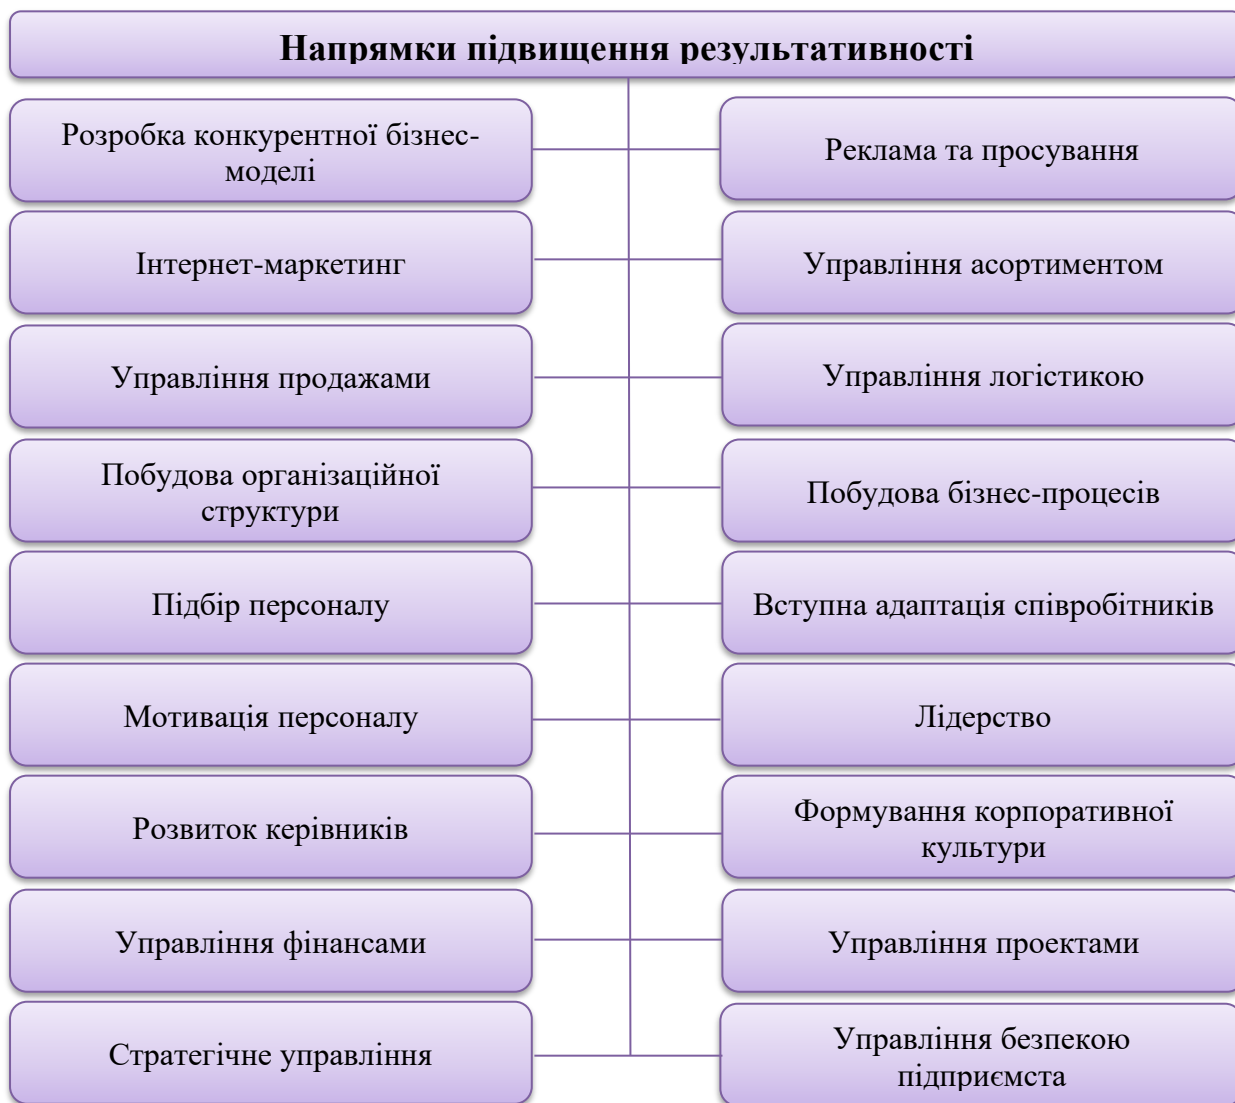 Напрямки підвищення результативності
Розробка конкурентної бізнес-
моделі
Реклама та просування
Інтернет-маркетинг
Управління асортиментом
Управління продажами
Управління логістикою
Побудова організаційної
структури
Побудова бізнес-процесів
Підбір персоналу
Вступна адаптація співробітників
Мотивація персоналу
Лідерство
Розвиток керівників
Формування корпоративної
культури
Управління фінансами
Управління проектами
Стратегічне управління
Управління безпекою
підприємста